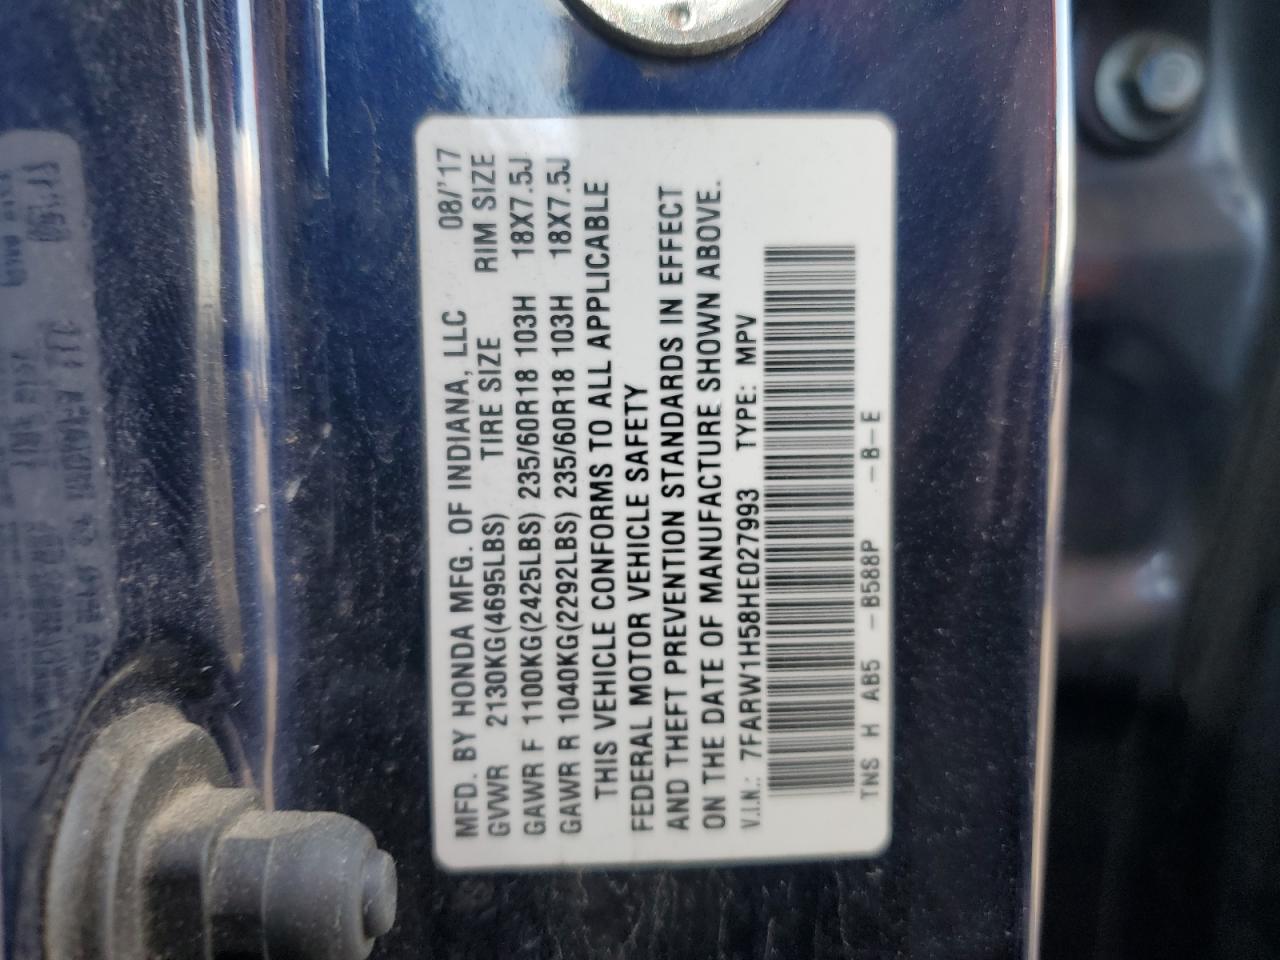 MFD. BY HONDA MFG. OF INDIANA, LLC 08/'17
GVWR 2130KG(4695LBS) TIRE SIZE RIM SIZE
GAWR F 1100KG(2425LBS) 235/60R18 103H 18X7.5J
GAWR R 1040KG(2292LBS) 235/60R18 103H 18X7.5J
THIS VEHICLE CONFORMS TO ALL APPLICABLE
FEDERAL MOTOR VEHICLE SAFETY
AND THEFT PREVENTION STANDARDS IN EFFECT
ON THE DATE OF MANUFACTURE SHOWN ABOVE.
V.I.N.: 7FARW1H58HE027993 TYPE: MPV
TNS H AB5 -B588P -B-E